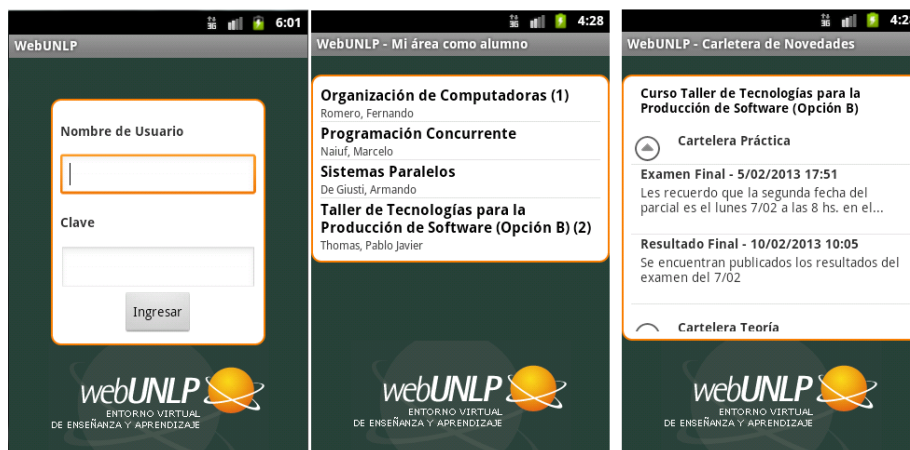 3G 6:01
WebUNLP
Nombre de Usuario
Clave
Ingresar
webUNLP
ENTORNO VIRTUAL
DE ENSEÑANZA Y APRENDIZAJE
3G 4:28
WebUNLP - Mi área como alumno
Organización de Computadoras (1)
Romero, Fernando
Programación Concurrente
Naiuf, Marcelo
Sistemas Paralelos
De Giusti, Armando
Taller de Tecnologías para la
Producción de Software (Opción B) (2)
Thomas, Pablo Javier
webUNLP
ENTORNO VIRTUAL
DE ENSEÑANZA Y APRENDIZAJE
3G 4:28
WebUNLP - Carletera de Novedades
Curso Taller de Tecnologías para la
Producción de Software (Opción B)
Cartelera Práctica
Examen Final - 5/02/2013 17:51
Les recuerdo que la segunda fecha del
parcial es el lunes 7/02 a las 8 hs. en el...
Resultado Final - 10/02/2013 10:05
Se encuentran publicados los resultados del
examen del 7/02
Cartelera Teoría
webUNLP
ENTORNO VIRTUAL
DE ENSEÑANZA Y APRENDIZAJE